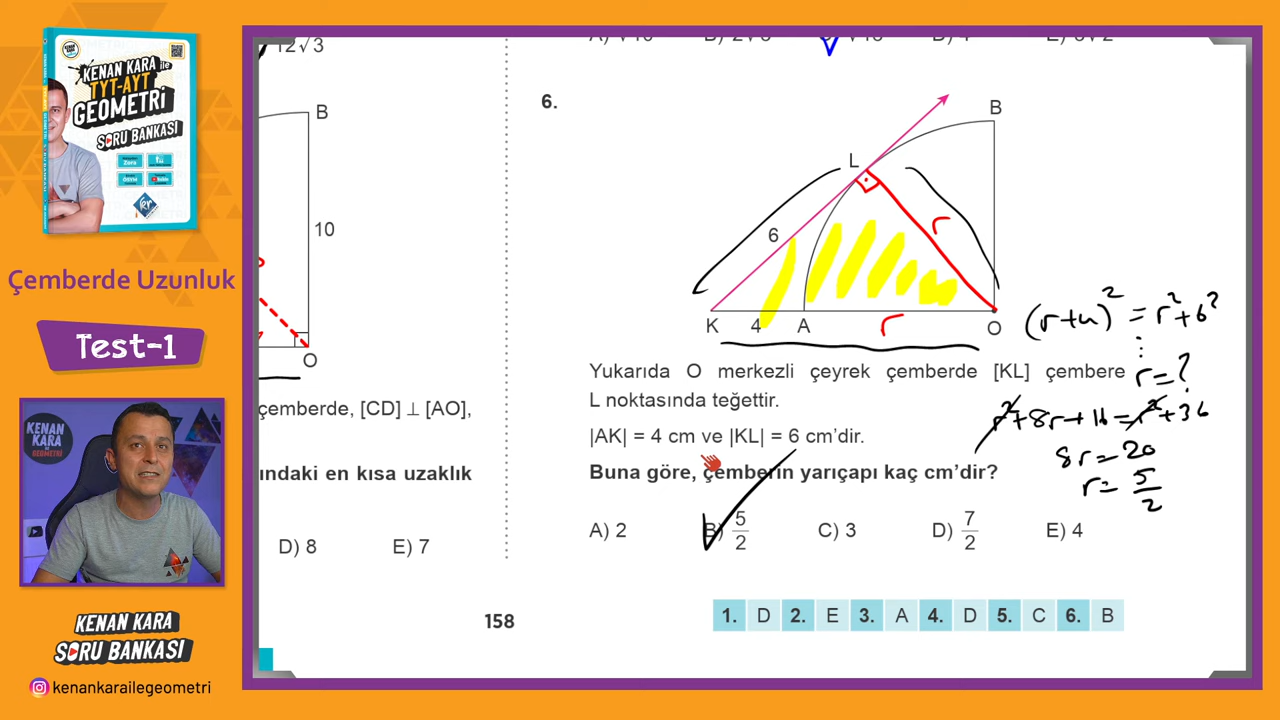 KENAN KARA ile
TYT-AYT
GEOMETRİ
SORU BANKASI
Çemberde Uzunluk
Test-1
KENAN KARA
İLE
GEOMETRİ
KENAN KARA
SORU BANKASI
kenankarailegeometri
12√3
B
10
O
çemberde, [CD] ⊥ [AO],
ındaki en kısa uzaklık
D) 8 E) 7
158
6.
B
L
6
r
K 4 A r O
(r+4)² = r²+6²
⋮
r=?
r²+8r+16=r²+36
8r=20
r=5/2
Yukarıda O merkezli çeyrek çemberde [KL] çembere
L noktasında teğettir.
|AK| = 4 cm ve |KL| = 6 cm'dir.
Buna göre, çemberin yarıçapı kaç cm'dir?
A) 2 B) 5/2 C) 3 D) 7/2 E) 4
1. D 2. E 3. A 4. D 5. C 6. B